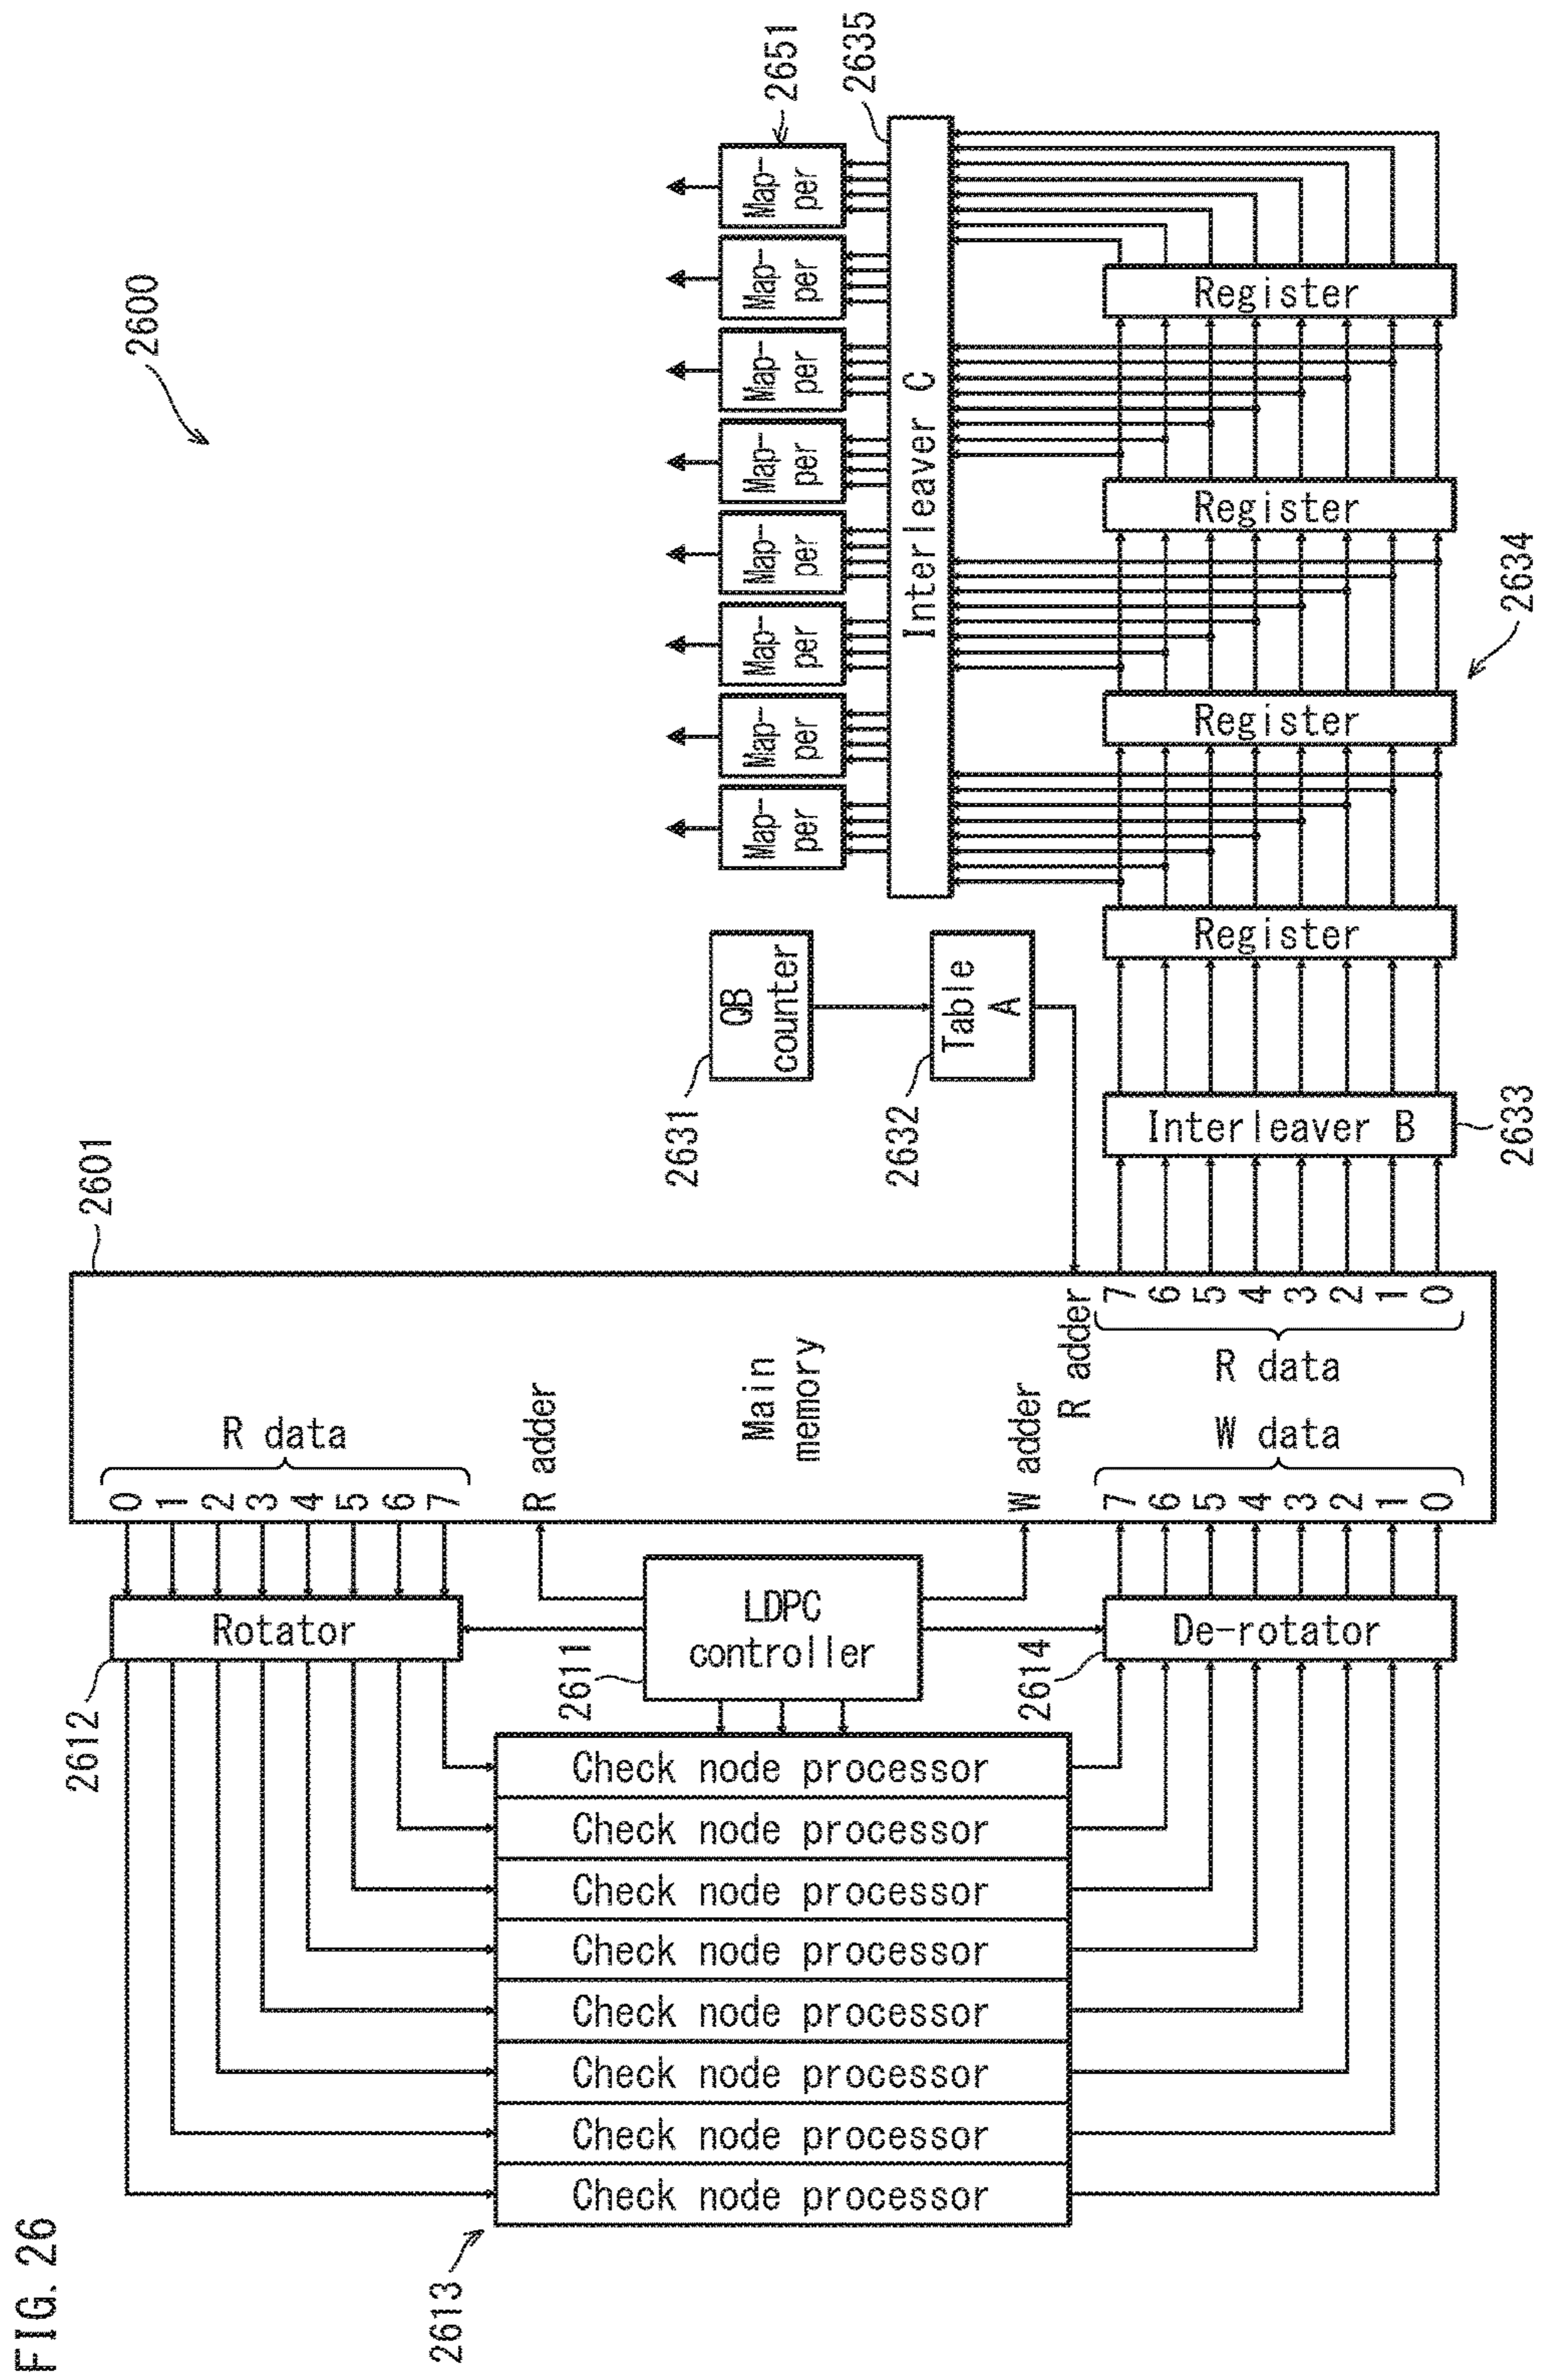 FIG. 26
2600
2651
2635
Map-
per
Map-
per
Map-
per
Map-
per
Map-
per
Map-
per
Map-
per
Map-
per
Interleaver C
Register
Register
Register
Register
2634
QB
counter
2631
Table
A
2632
Interleaver B
2633
2601
Main
memory
R data
0
1
2
3
4
5
6
7
R adder
W adder
R adder
7
6
5
4
3
2
1
0
R data
W data
7
6
5
4
3
2
1
0
Rotator
2612
LDPC
controller
2611
De-rotator
2614
Check node processor
Check node processor
Check node processor
Check node processor
Check node processor
Check node processor
Check node processor
Check node processor
2613